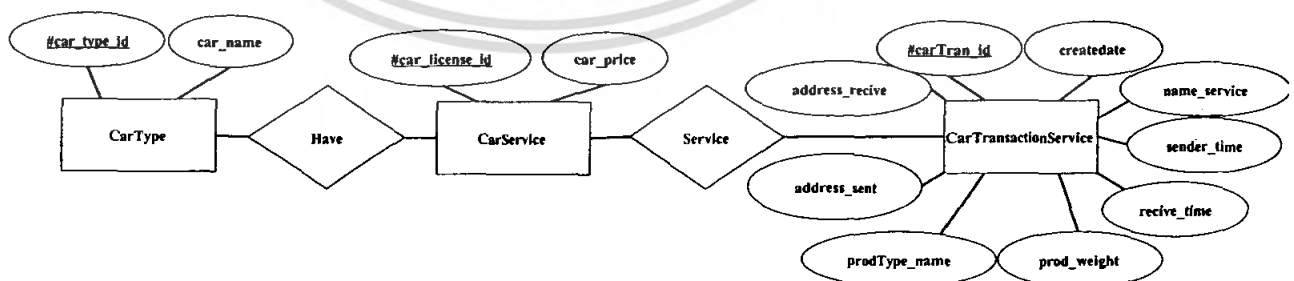 #car_type_id
car_name
#car_license_id
car_price
#carTran_id
createdate
address_recive
name_service
CarType
Have
CarService
Service
CarTransactionService
sender_time
address_sent
recive_time
prodType_name
prod_weight